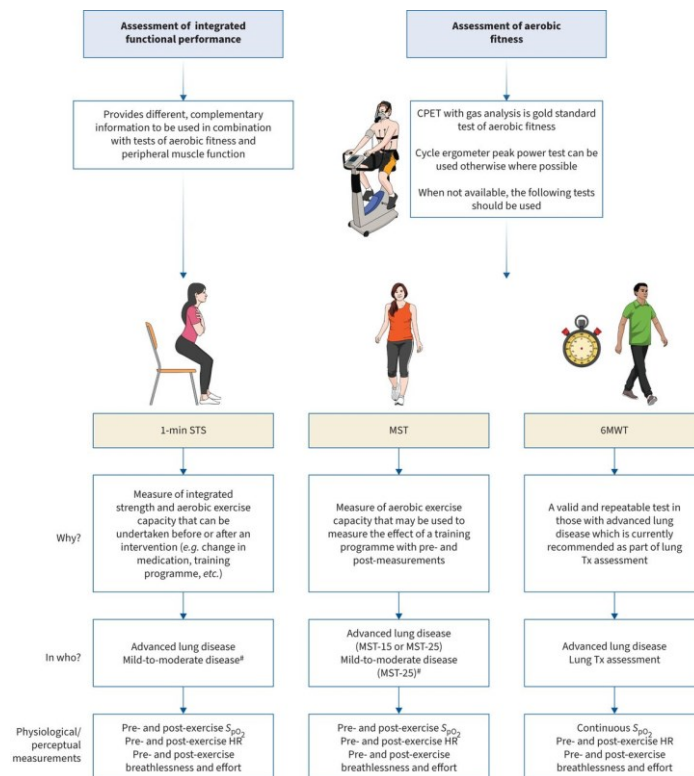 Assessment of integrated
functional performance
Assessment of aerobic
fitness
Provides different, complementary
information to be used in combination
with tests of aerobic fitness and
peripheral muscle function
CPET with gas analysis is gold standard
test of aerobic fitness
Cycle ergometer peak power test can be
used otherwise where possible
When not available, the following tests
should be used
1-min STS
MST
6MWT
Why?
Measure of integrated
strength and aerobic exercise
capacity that can be
undertaken before or after an
intervention (e.g. change in
medication, training
programme, etc.)
Measure of aerobic exercise
capacity that may be used to
measure the effect of a training
programme with pre- and
post-measurements
A valid and repeatable test in
those with advanced lung
disease which is currently
recommended as part of lung
Tx assessment
In who?
Advanced lung disease
Mild-to-moderate disease#
Advanced lung disease
(MST-15 or MST-25)
Mild-to-moderate disease
(MST-25)#
Advanced lung disease
Lung Tx assessment
Physiological/
perceptual
measurements
Pre- and post-exercise SpO2
Pre- and post-exercise HR
Pre- and post-exercise
breathlessness and effort
Pre- and post-exercise SpO2
Pre- and post-exercise HR
Pre- and post-exercise
breathlessness and effort
Continuous SpO2
Pre- and post-exercise HR
Pre- and post-exercise
breathlessness and effort